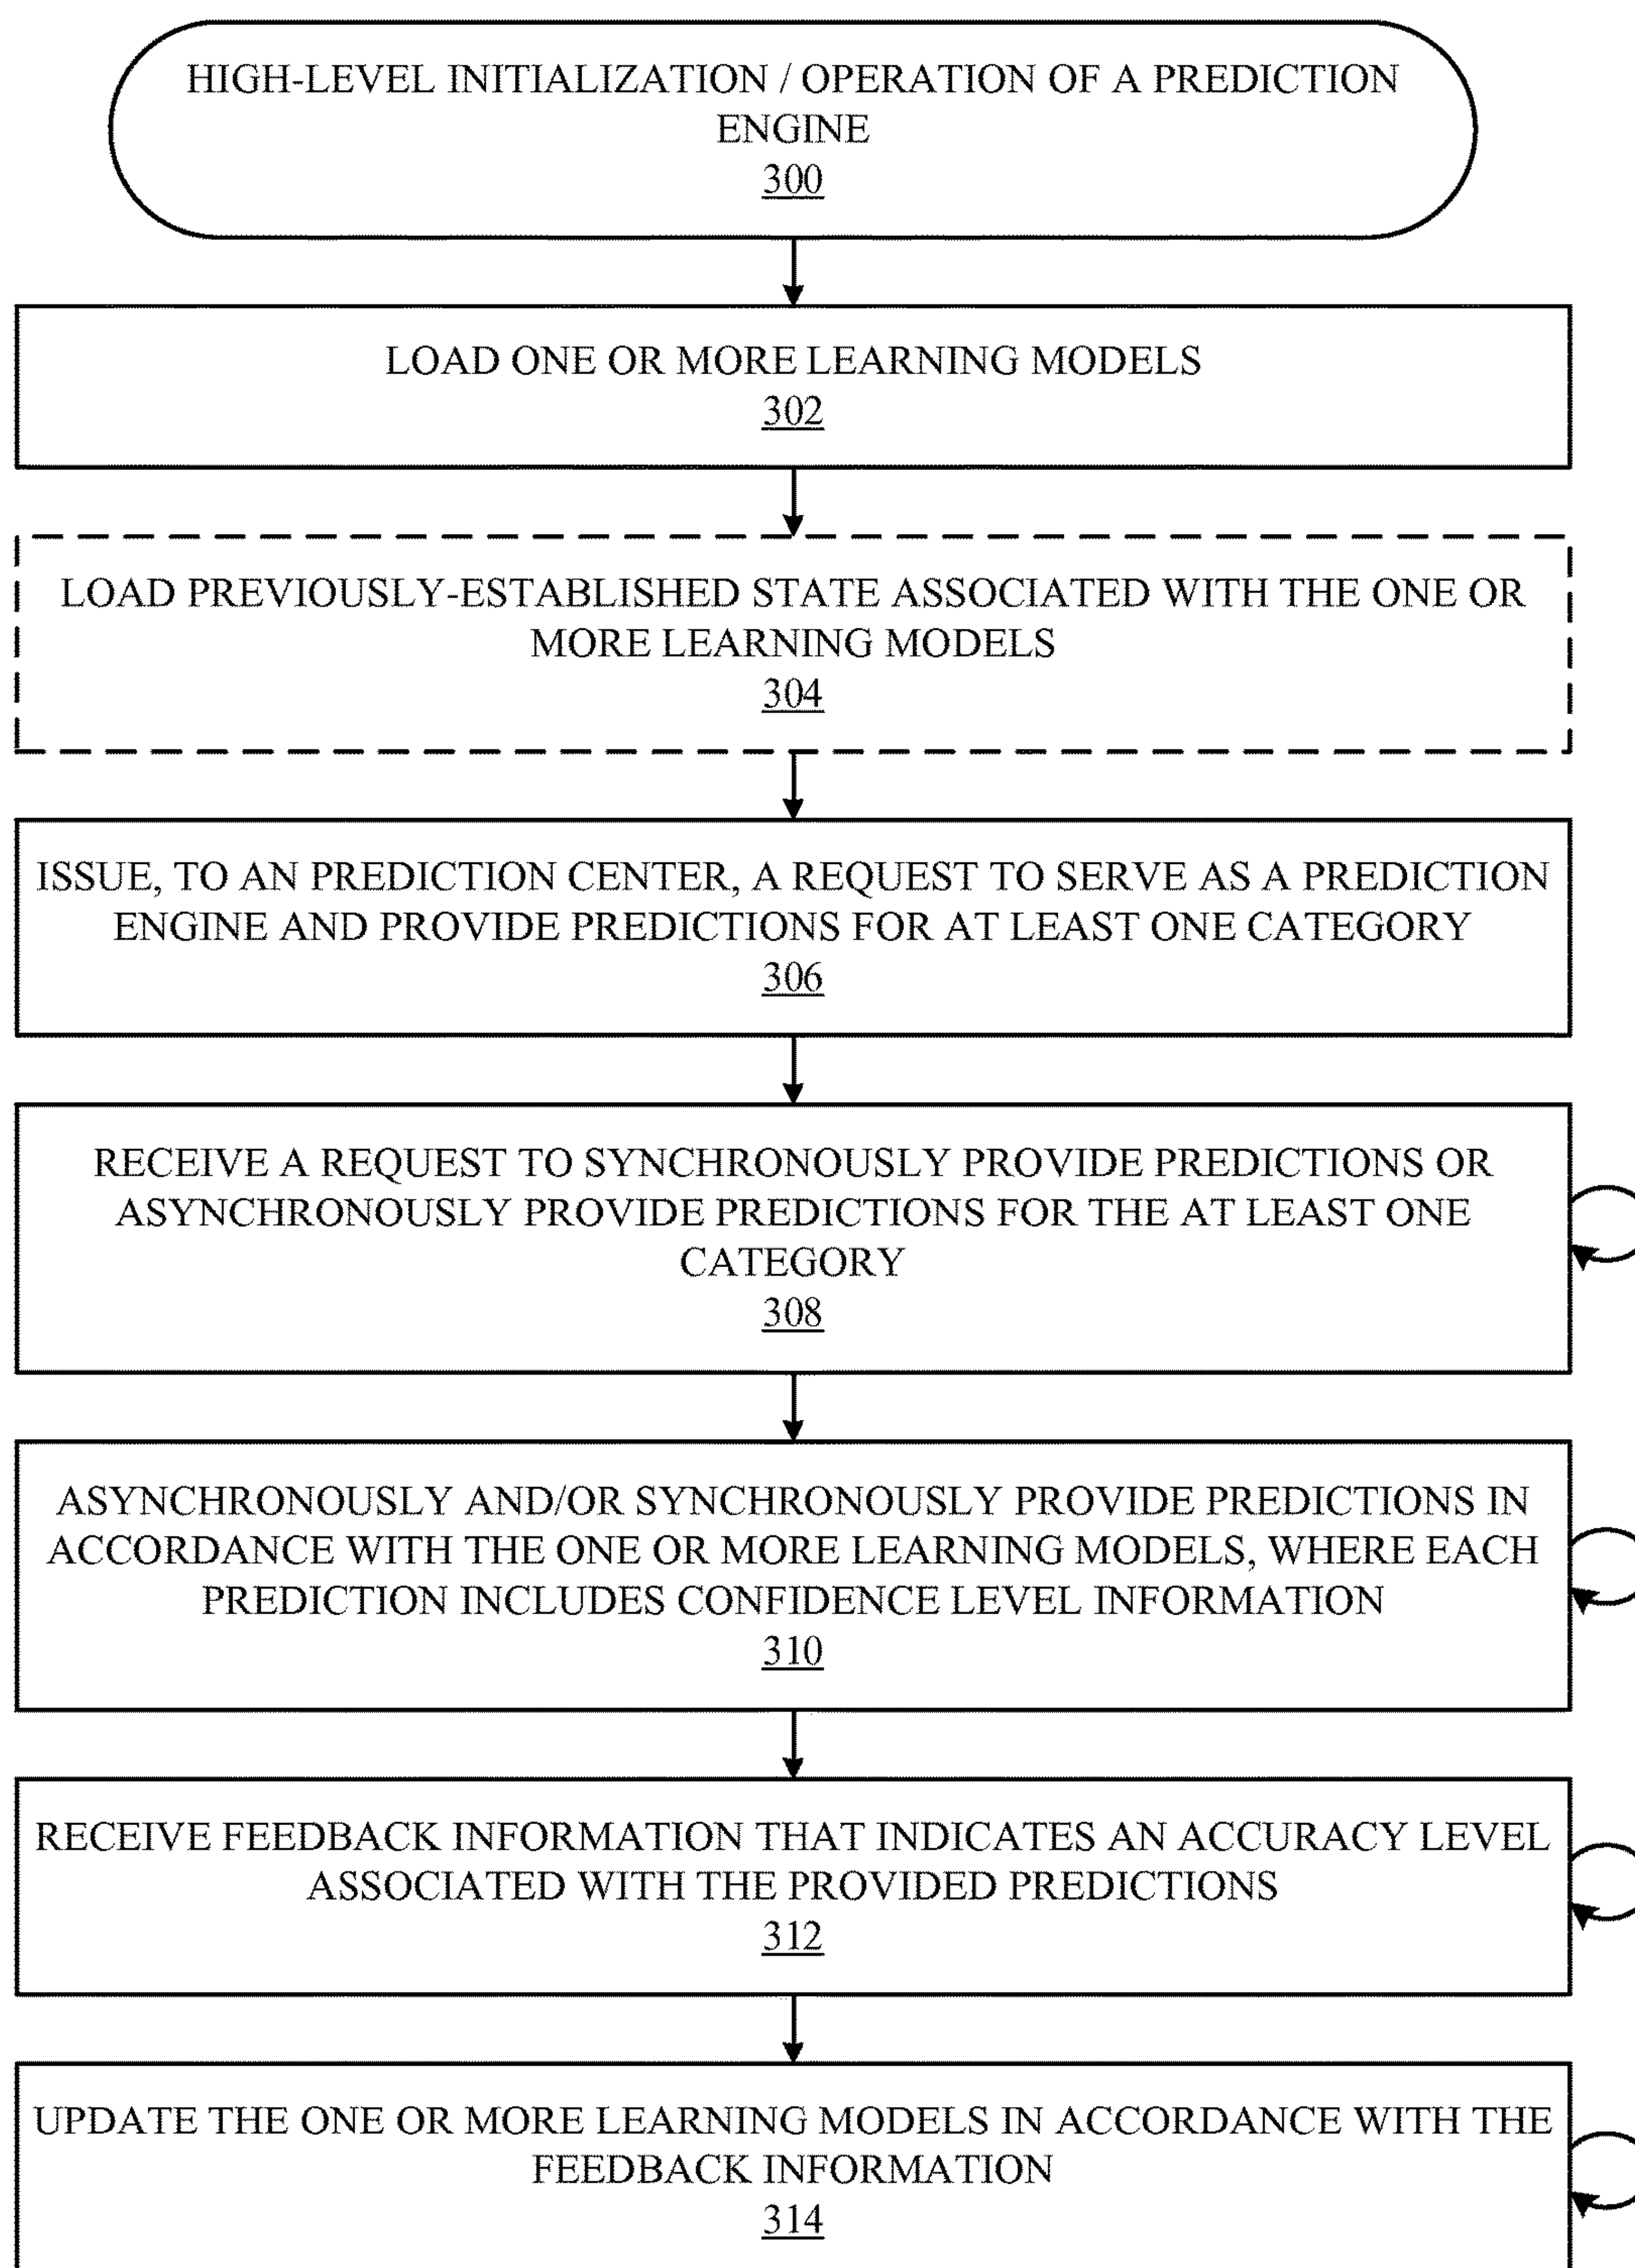 HIGH-LEVEL INITIALIZATION / OPERATION OF A PREDICTION
ENGINE
300
LOAD ONE OR MORE LEARNING MODELS
302
LOAD PREVIOUSLY-ESTABLISHED STATE ASSOCIATED WITH THE ONE OR
MORE LEARNING MODELS
304
ISSUE, TO AN PREDICTION CENTER, A REQUEST TO SERVE AS A PREDICTION
ENGINE AND PROVIDE PREDICTIONS FOR AT LEAST ONE CATEGORY
306
RECEIVE A REQUEST TO SYNCHRONOUSLY PROVIDE PREDICTIONS OR
ASYNCHRONOUSLY PROVIDE PREDICTIONS FOR THE AT LEAST ONE
CATEGORY
308
ASYNCHRONOUSLY AND/OR SYNCHRONOUSLY PROVIDE PREDICTIONS IN
ACCORDANCE WITH THE ONE OR MORE LEARNING MODELS, WHERE EACH
PREDICTION INCLUDES CONFIDENCE LEVEL INFORMATION
310
RECEIVE FEEDBACK INFORMATION THAT INDICATES AN ACCURACY LEVEL
ASSOCIATED WITH THE PROVIDED PREDICTIONS
312
UPDATE THE ONE OR MORE LEARNING MODELS IN ACCORDANCE WITH THE
FEEDBACK INFORMATION
314